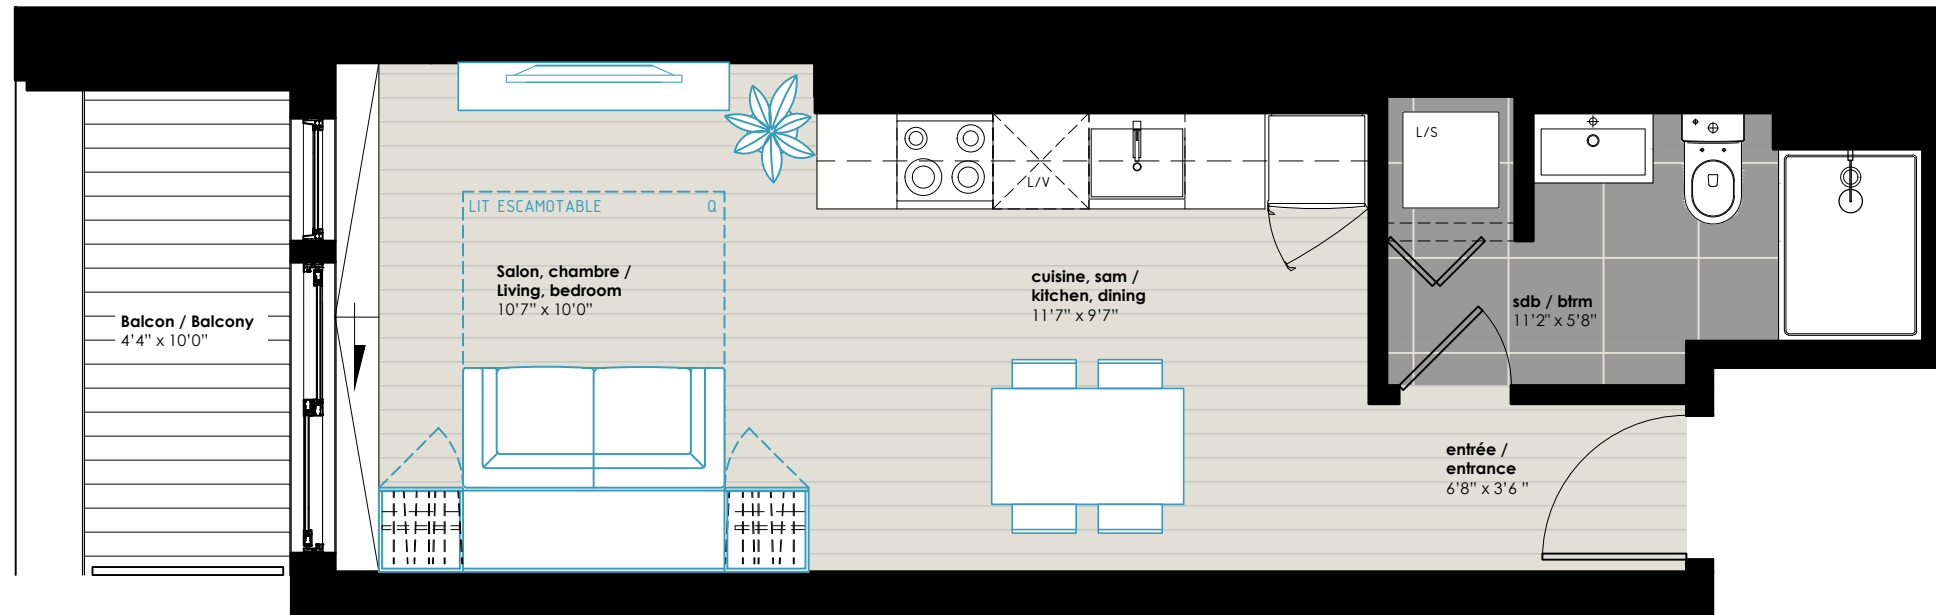 L/S
L/V
LIT ESCAMOTABLE Q
Salon, chambre /
Living, bedroom
10'7" x 10'0"
cuisine, sam /
kitchen, dining
11'7" x 9'7"
sdb / btrm
11'2" x 5'8"
Balcon / Balcony
4'4" x 10'0"
entrée /
entrance
6'8" x 3'6 "